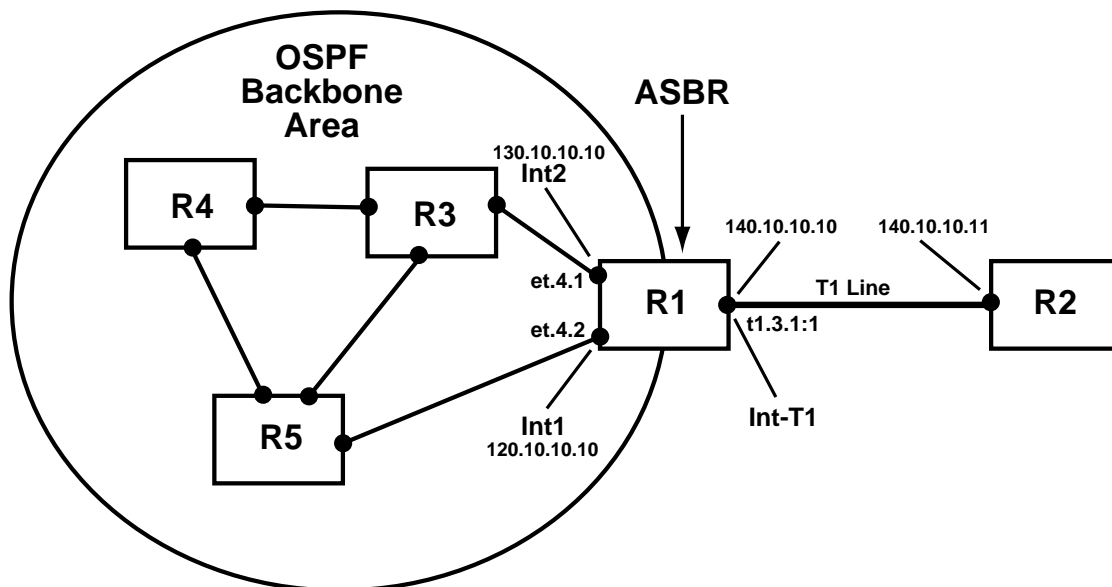 OSPF
Backbone
Area
ASBR
130.10.10.10
Int2
R4
R3
140.10.10.10
140.10.10.11
et.4.1
R1
T1 Line
R2
et.4.2
t1.3.1:1
Int1
120.10.10.10
Int-T1
R5